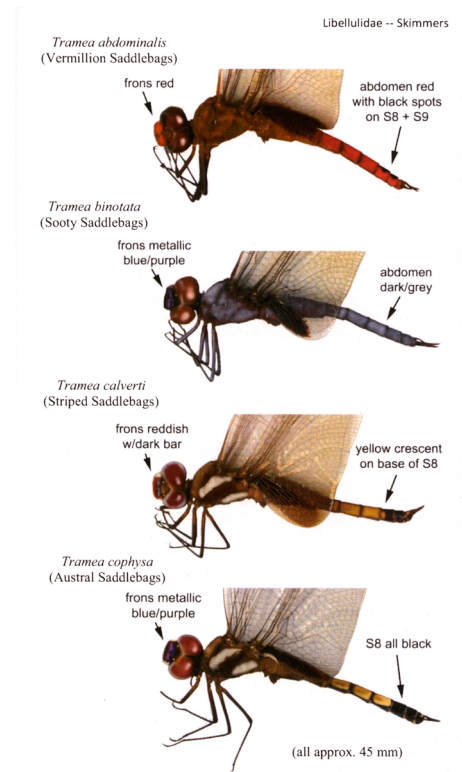 Libellulidae -- Skimmers
Tramea abdominalis
(Vermillion Saddlebags)
frons red
abdomen red
with black spots
on S8 + S9
Tramea binotata
(Sooty Saddlebags)
frons metallic
blue/purple
abdomen
dark/grey
Tramea calverti
(Striped Saddlebags)
frons reddish
w/dark bar
yellow crescent
on base of S8
Tramea cophysa
(Austral Saddlebags)
frons metallic
blue/purple
S8 all black
(all approx. 45 mm)